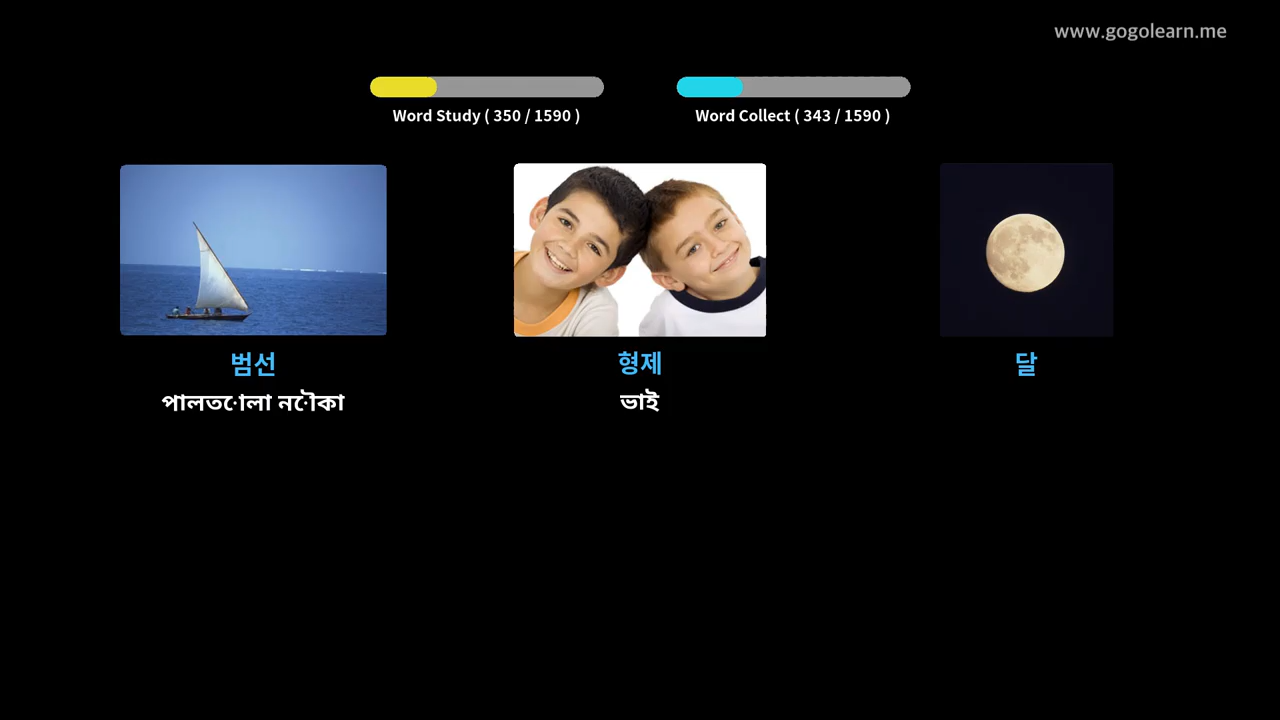 www.gogolearn.me
Word Study ( 350 / 1590 )
Word Collect ( 343 / 1590 )
범선
형제
달
পালতোলা নৌকা
ভাই